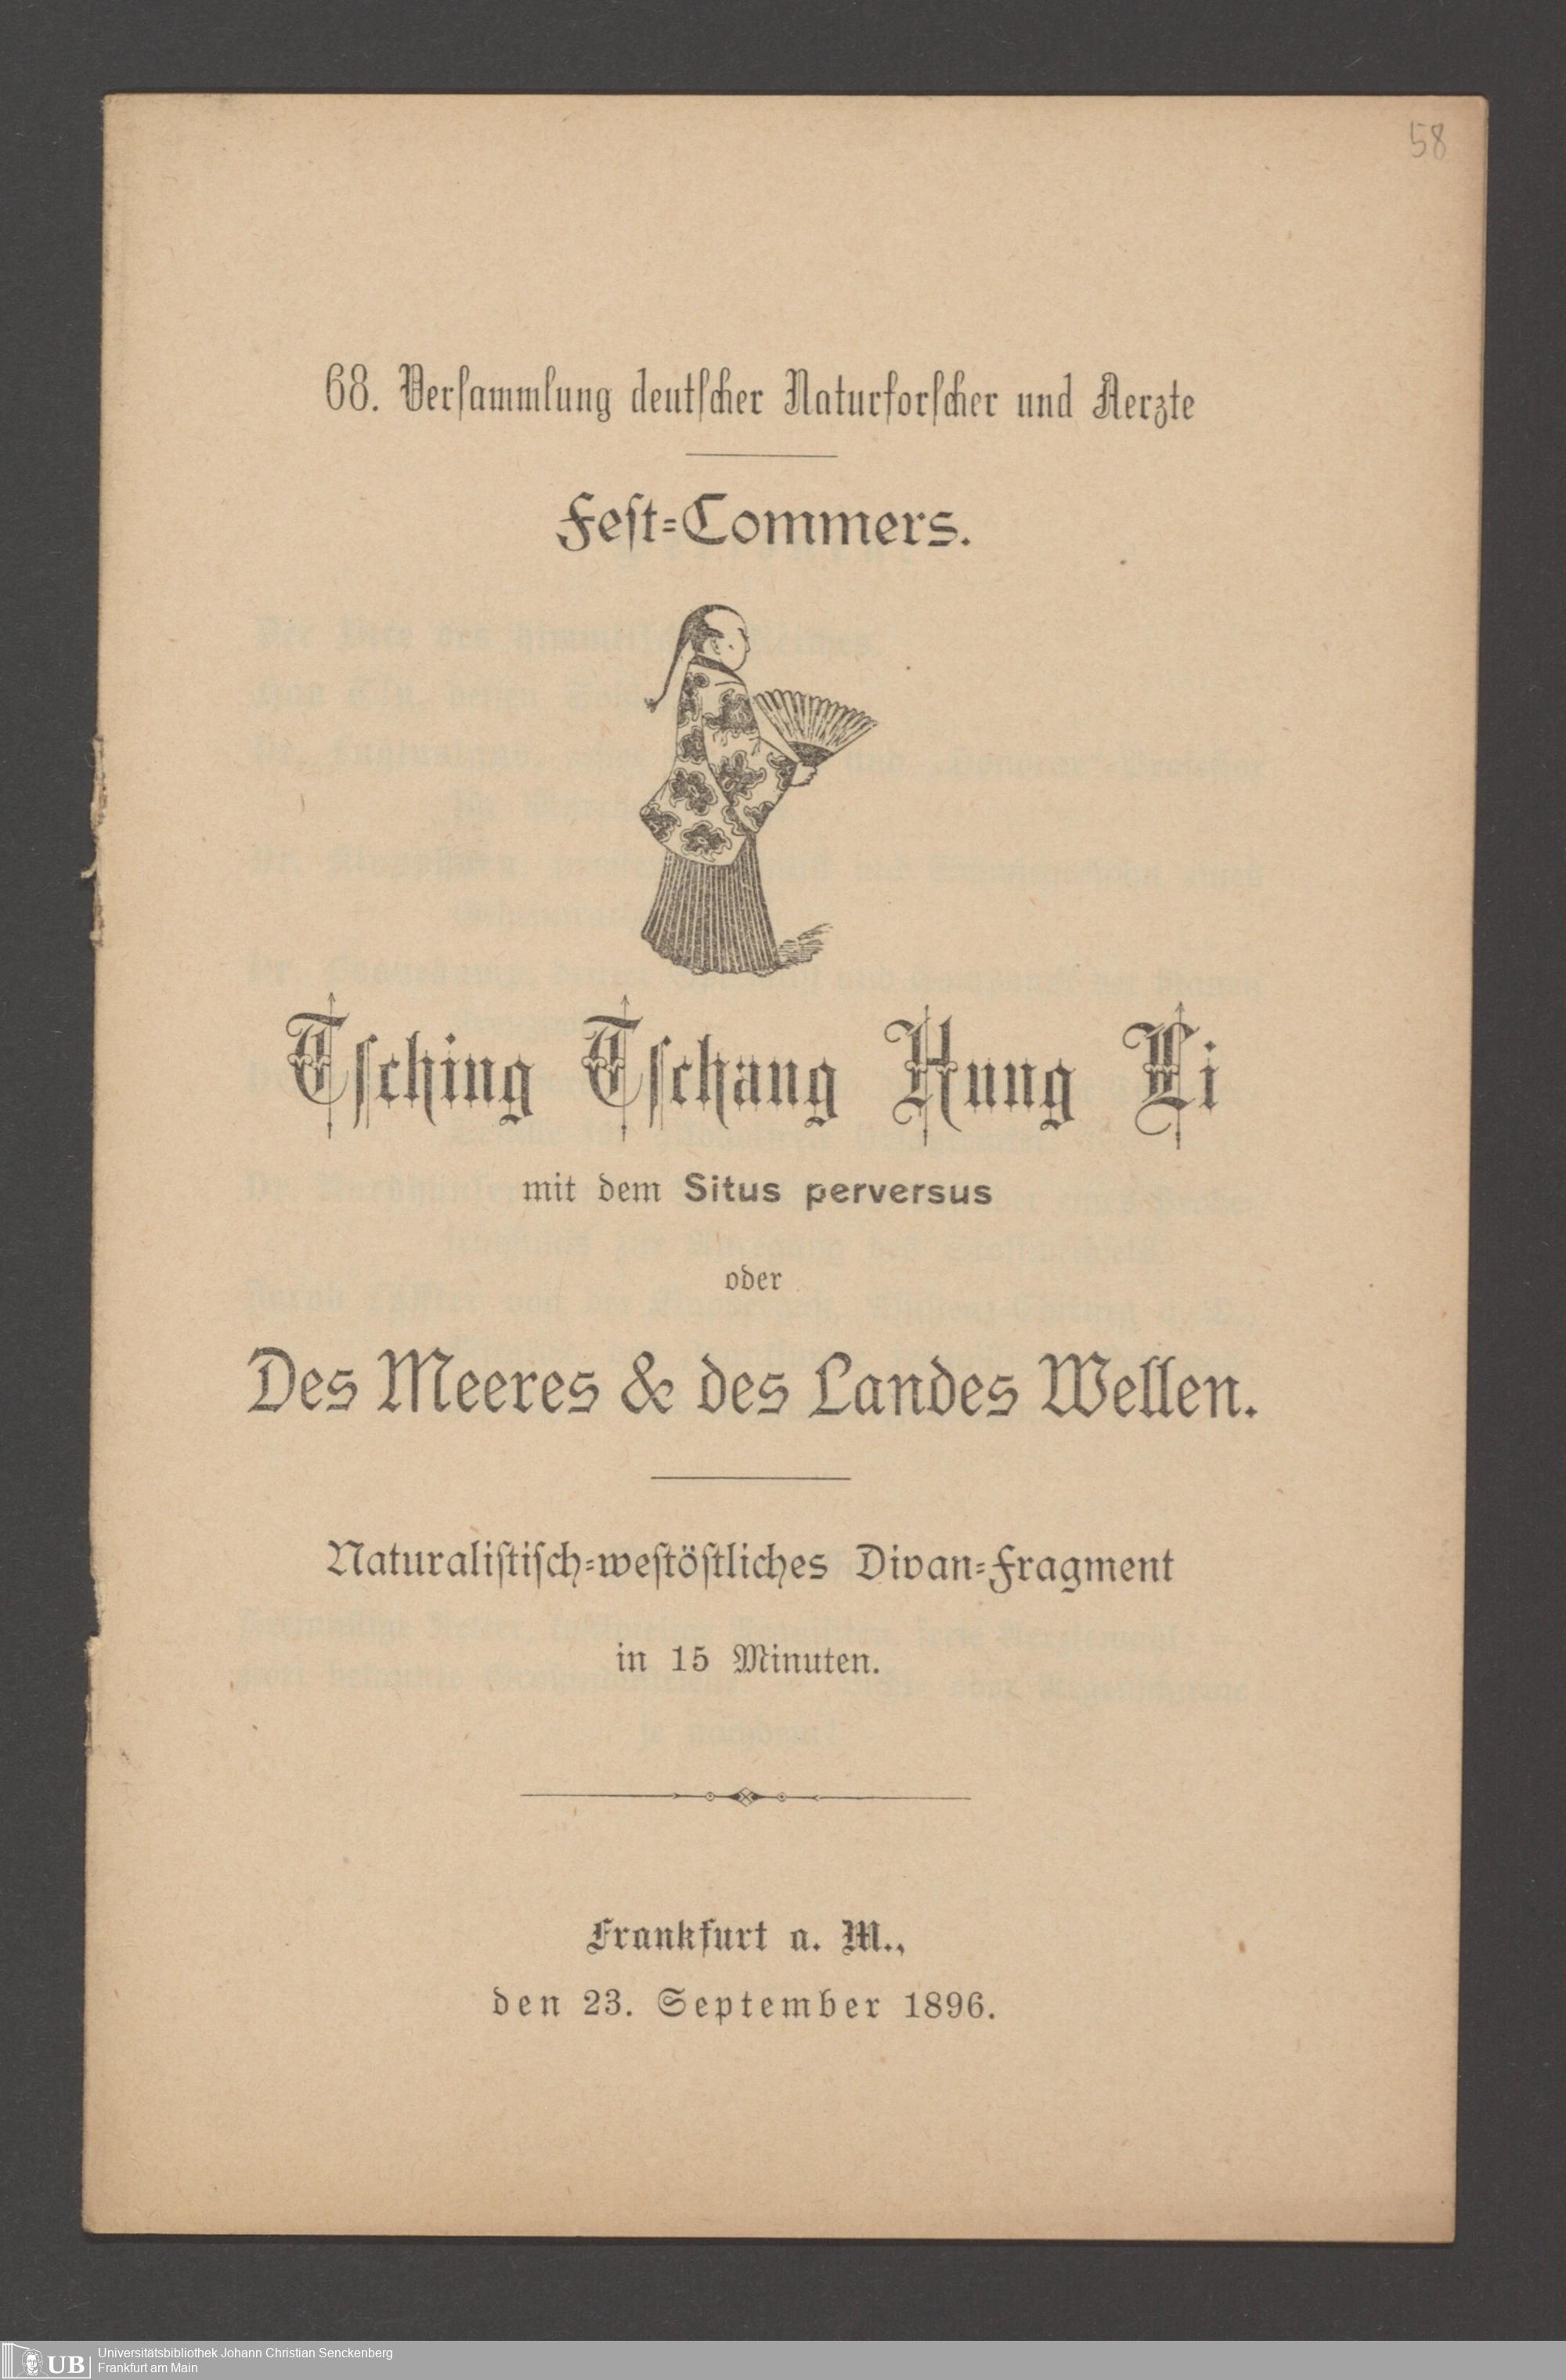 58
68. Versammlung deutscher Naturforscher und Aerzte
Fest-Commers.
Tsching Tschang Hung Li
mit dem Situs perversus
oder
Des Meeres & des Landes Wellen.
Naturalistisch-westöstliches Divan-Fragment
in 15 Minuten.
Frankfurt a. M.,
den 23. September 1896.
UB
Universitätsbibliothek Johann Christian Senckenberg
Frankfurt am Main